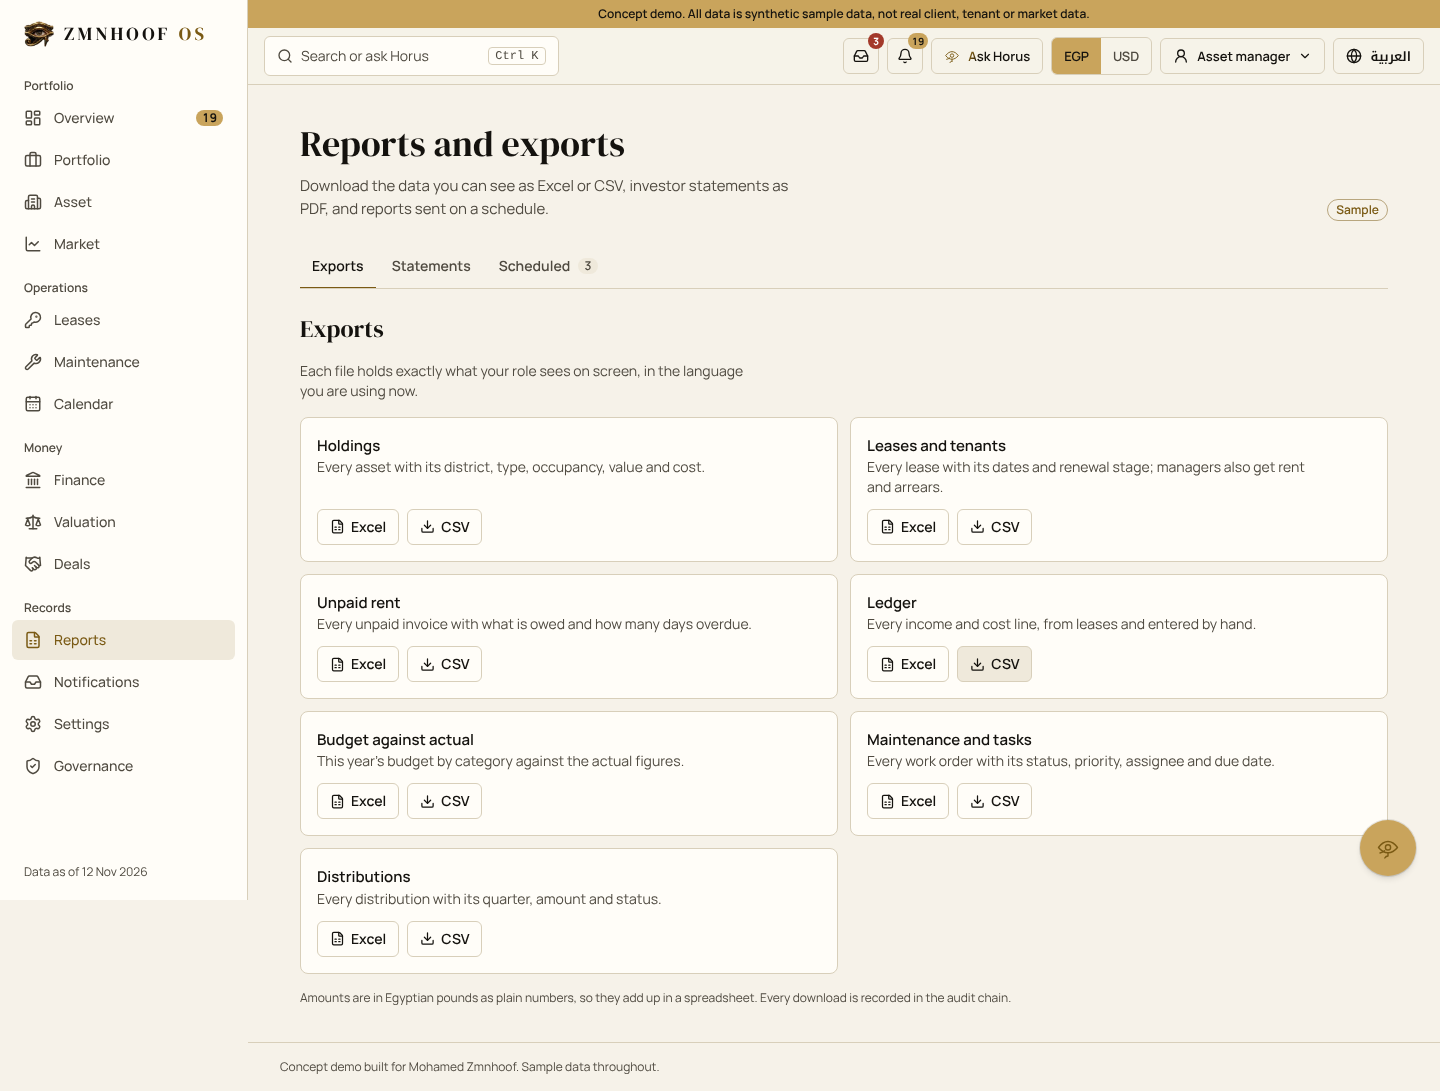 ZMNHOOF OS
Portfolio
Overview 19
Portfolio
Asset
Market
Operations
Leases
Maintenance
Calendar
Money
Finance
Valuation
Deals
Records
Reports
Notifications
Settings
Governance
Data as of 12 Nov 2026
Concept demo. All data is synthetic sample data, not real client, tenant or market data.
Search or ask Horus Ctrl K
3
19
Ask Horus
EGP USD
Asset manager
العربية
Reports and exports
Download the data you can see as Excel or CSV, investor statements as
PDF, and reports sent on a schedule.
Sample
Exports Statements Scheduled 3
Exports
Each file holds exactly what your role sees on screen, in the language
you are using now.
Holdings
Every asset with its district, type, occupancy, value and cost.
Excel CSV
Leases and tenants
Every lease with its dates and renewal stage; managers also get rent
and arrears.
Excel CSV
Unpaid rent
Every unpaid invoice with what is owed and how many days overdue.
Excel CSV
Ledger
Every income and cost line, from leases and entered by hand.
Excel CSV
Budget against actual
This year's budget by category against the actual figures.
Excel CSV
Maintenance and tasks
Every work order with its status, priority, assignee and due date.
Excel CSV
Distributions
Every distribution with its quarter, amount and status.
Excel CSV
Amounts are in Egyptian pounds as plain numbers, so they add up in a spreadsheet. Every download is recorded in the audit chain.
Concept demo built for Mohamed Zmnhoof. Sample data throughout.